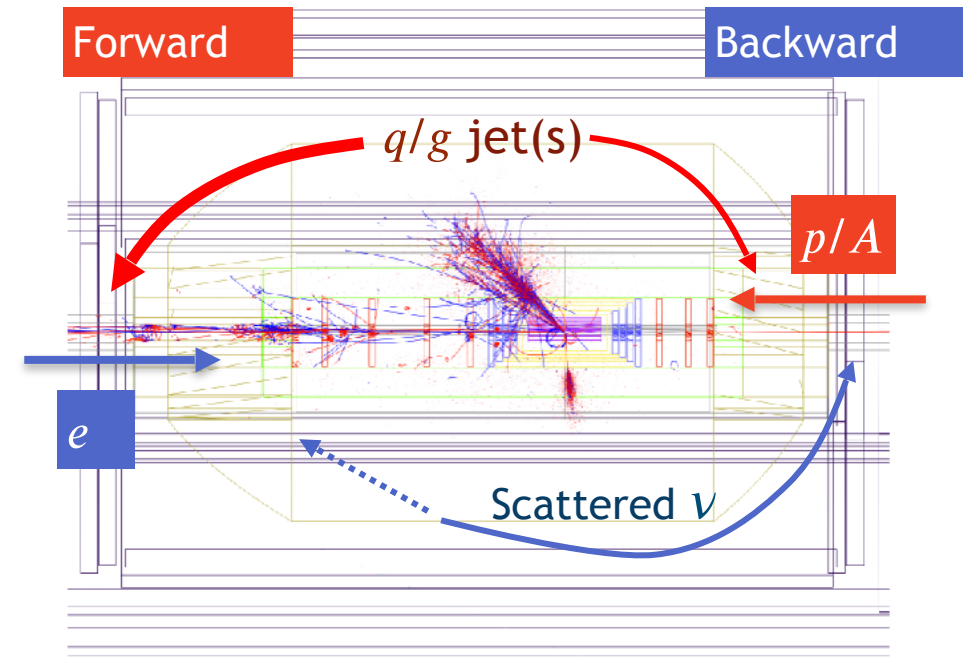 Forward
Backward
q/g jet(s)
p/A
e
Scattered ν